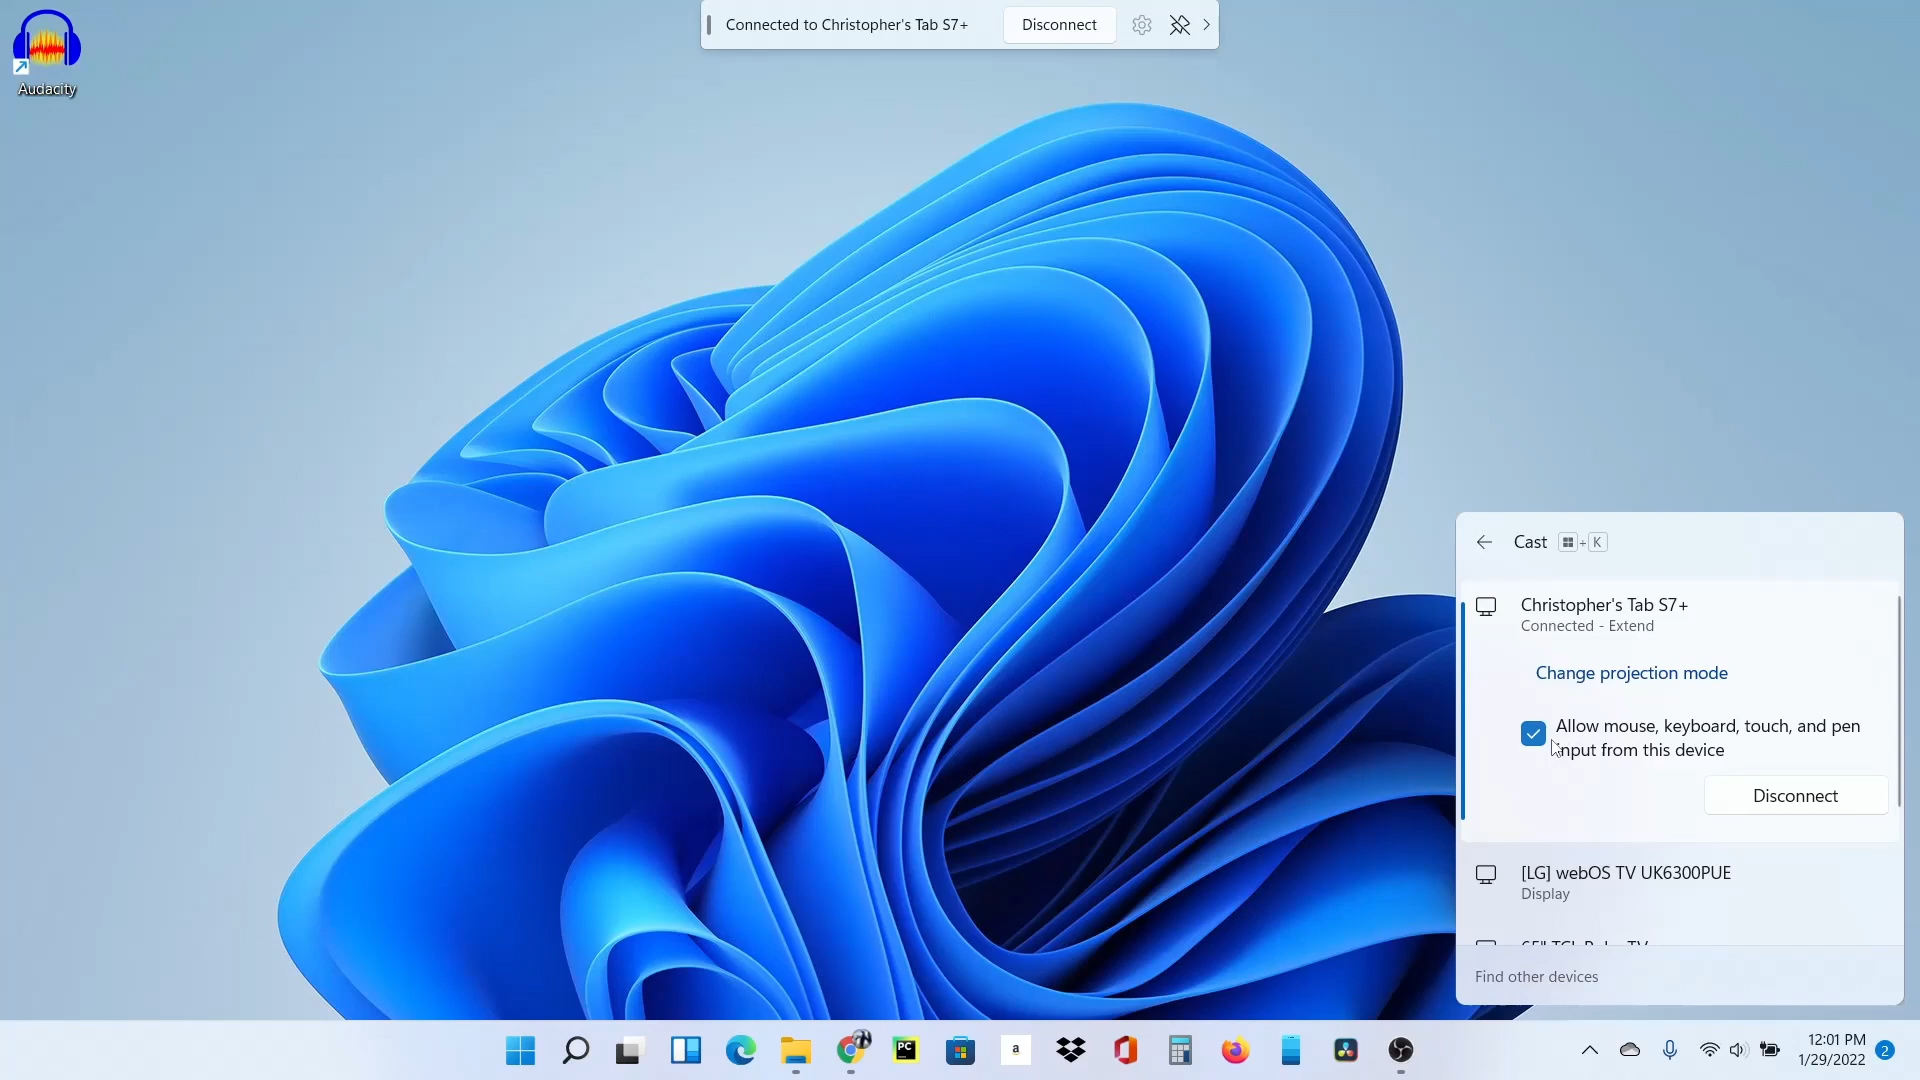 Connected to Christopher's Tab S7+ Disconnect
Audacity
Cast + K
Christopher's Tab S7+
Connected - Extend
Change projection mode
Allow mouse, keyboard, touch, and pen
input from this device
Disconnect
[LG] webOS TV UK6300PUE
Display
Find other devices
PC
a
12:01 PM
1/29/2022
2